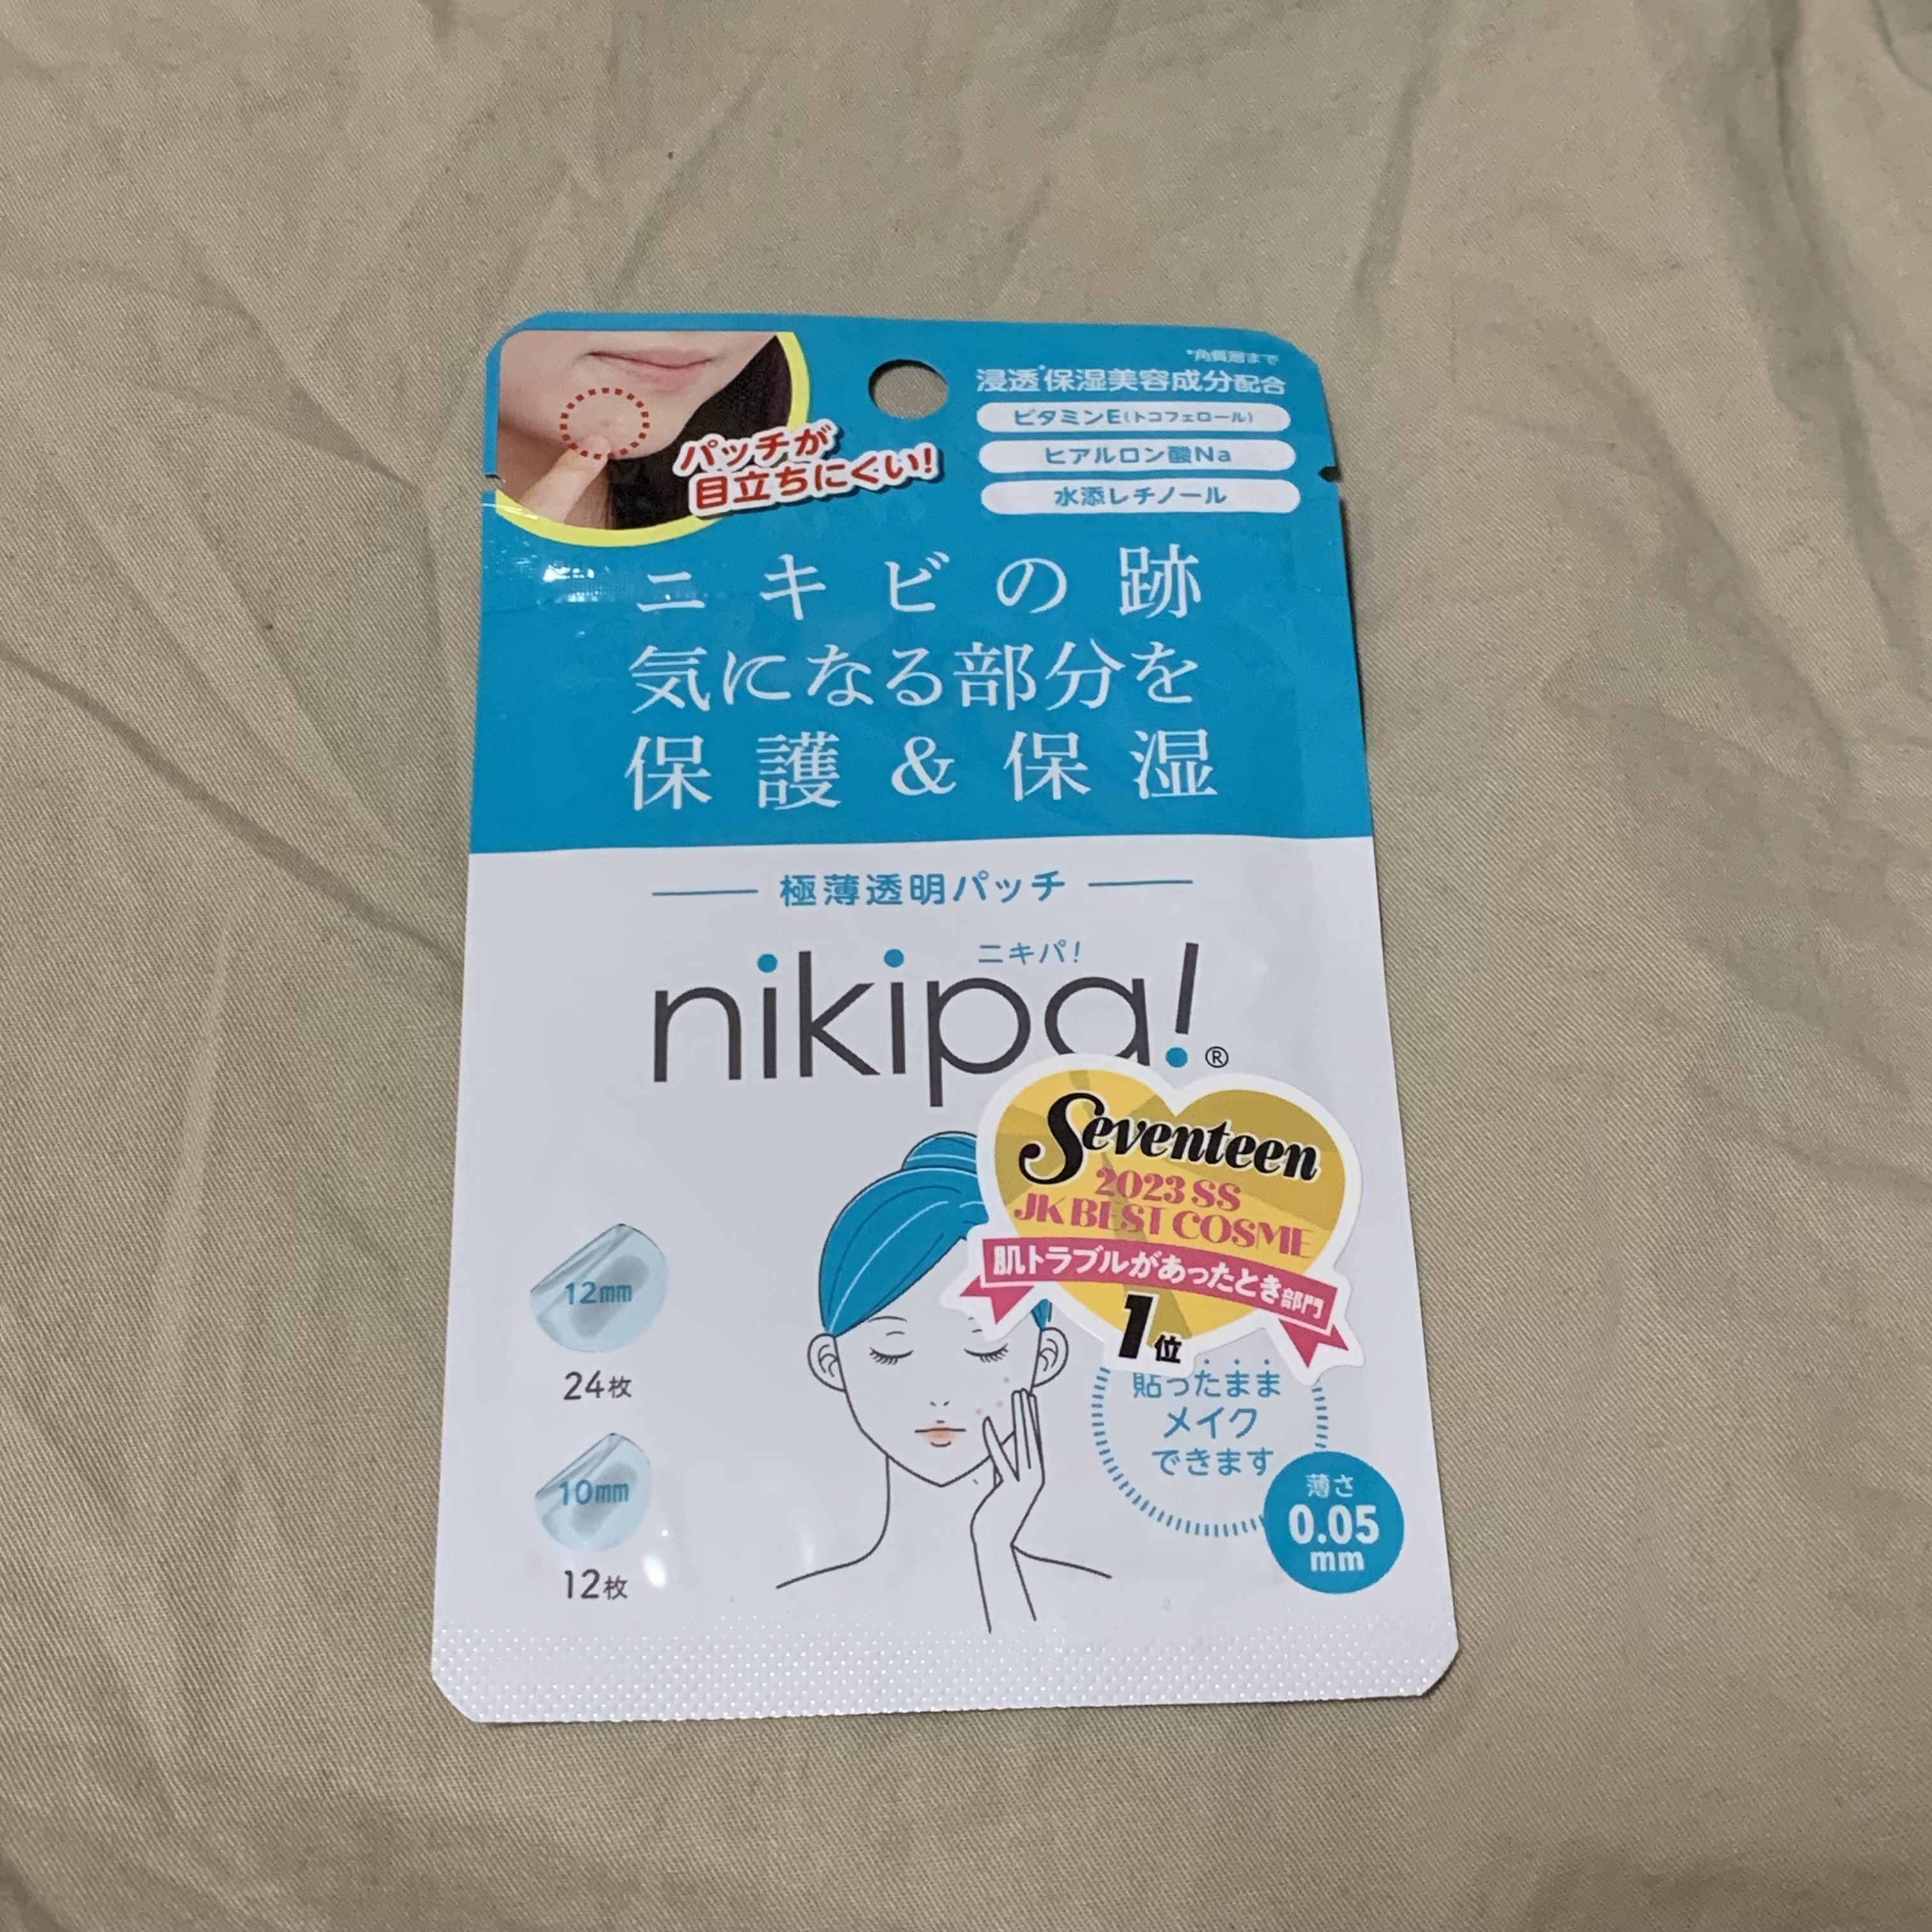 *角質層まで
浸透*保湿美容成分配合
ビタミンE(トコフェロール)
ヒアルロン酸Na
水添レチノール
パッチが
目立ちにくい!
ニキビの跡
気になる部分を
保護&保湿
極薄透明パッチ
ニキパ!
nikipa!®
Seventeen
2023 SS
JK BEST COSME
肌トラブルがあったとき部門
1位
12mm
24枚
10mm
12枚
貼ったまま
メイク
できます
薄さ
0.05
mm